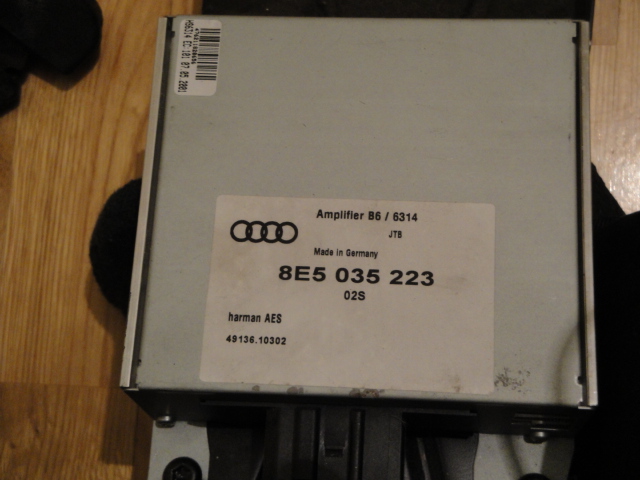 Amplifier B6 / 6314
JTB
Made in Germany
8E5 035 223
02S
harman AES
49136.10302